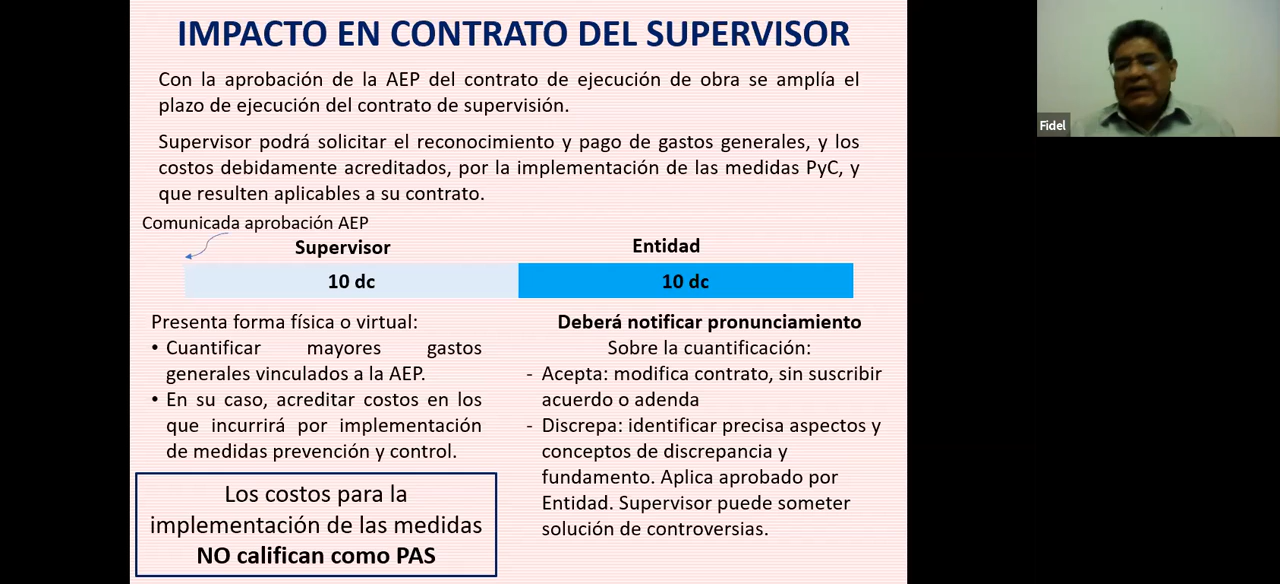 IMPACTO EN CONTRATO DEL SUPERVISOR
Con la aprobación de la AEP del contrato de ejecución de obra se amplía el
plazo de ejecución del contrato de supervisión.
Supervisor podrá solicitar el reconocimiento y pago de gastos generales, y los
costos debidamente acreditados, por la implementación de las medidas PyC, y
que resulten aplicables a su contrato.
Comunicada aprobación AEP
Supervisor
Entidad
10 dc
10 dc
Presenta forma física o virtual:
• Cuantificar mayores gastos
generales vinculados a la AEP.
• En su caso, acreditar costos en los
que incurrirá por implementación
de medidas prevención y control.
Los costos para la
implementación de las medidas
NO califican como PAS
Deberá notificar pronunciamiento
Sobre la cuantificación:
- Acepta: modifica contrato, sin suscribir
acuerdo o adenda
- Discrepa: identificar precisa aspectos y
conceptos de discrepancia y
fundamento. Aplica aprobado por
Entidad. Supervisor puede someter
solución de controversias.
Fidel